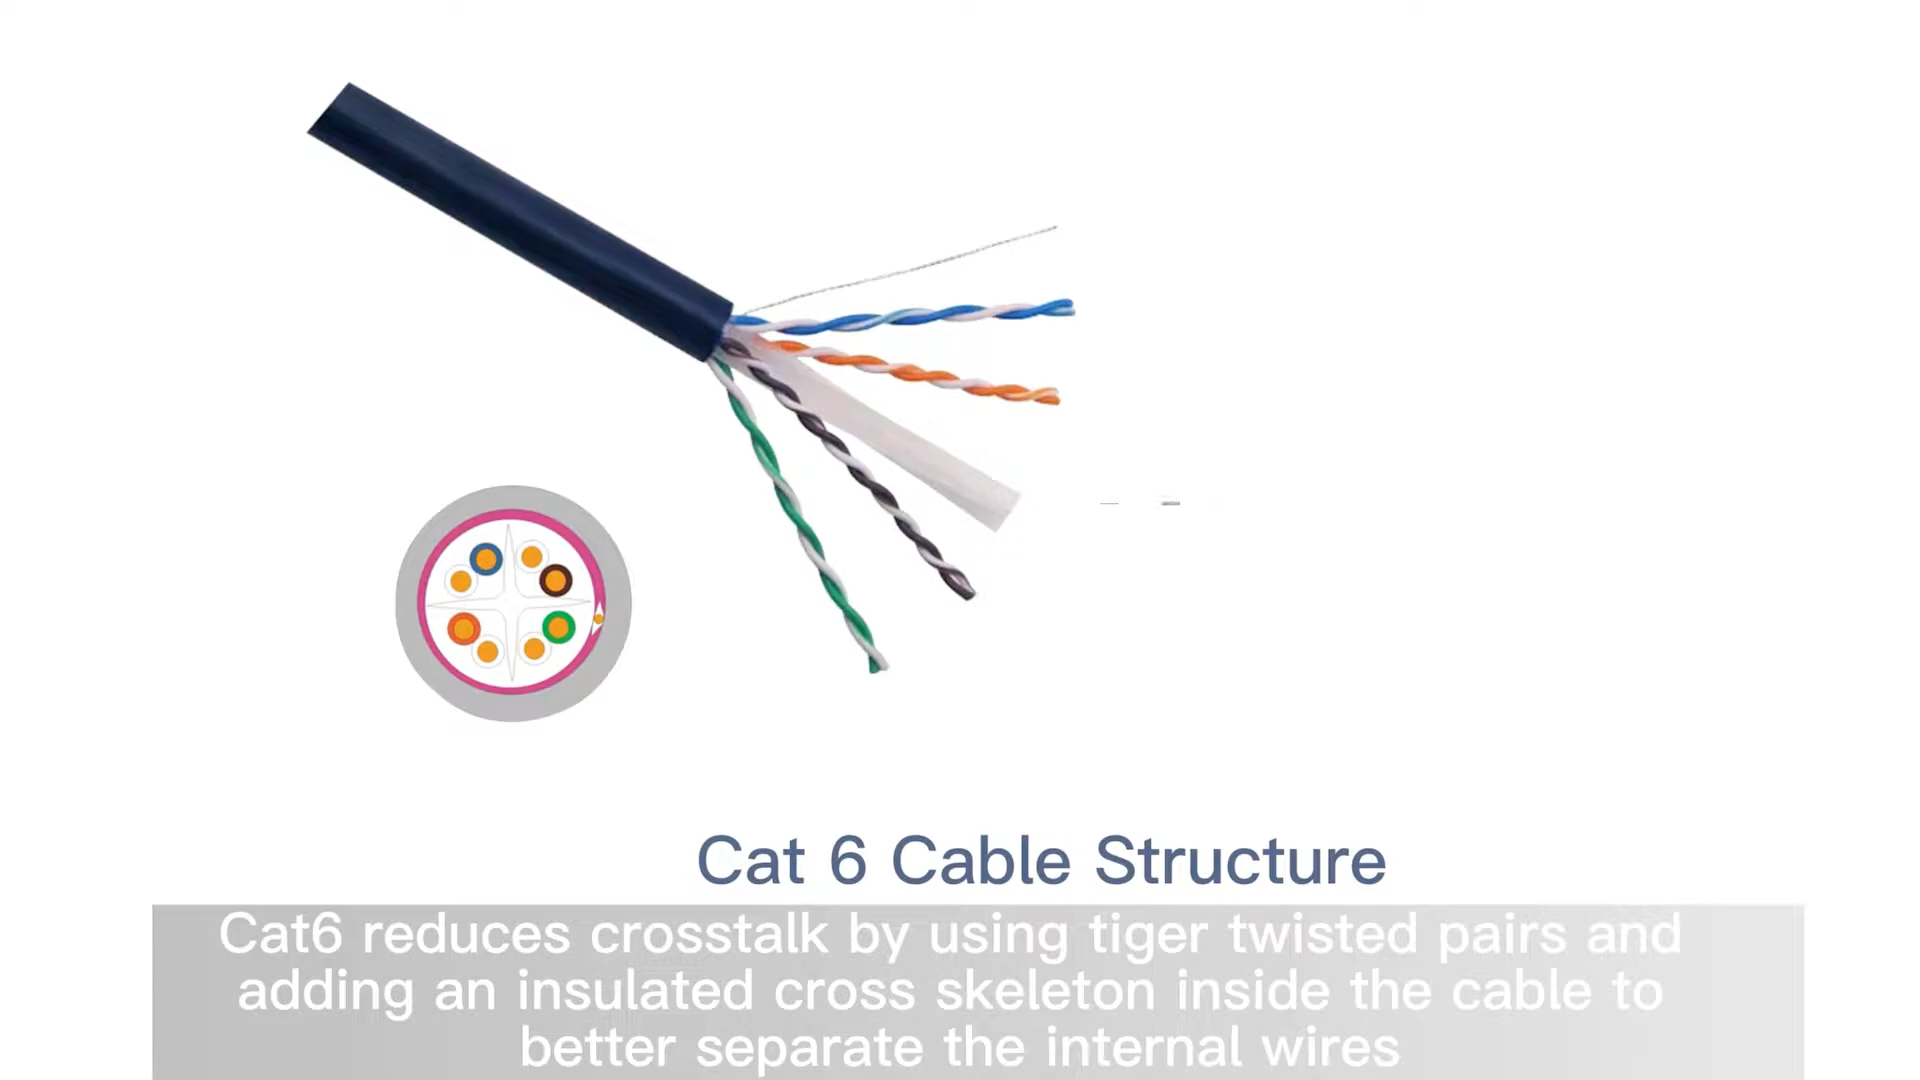 Cat 6 Cable Structure
Cat6 reduces crosstalk by using tiger twisted pairs and
adding an insulated cross skeleton inside the cable to
better separate the internal wires